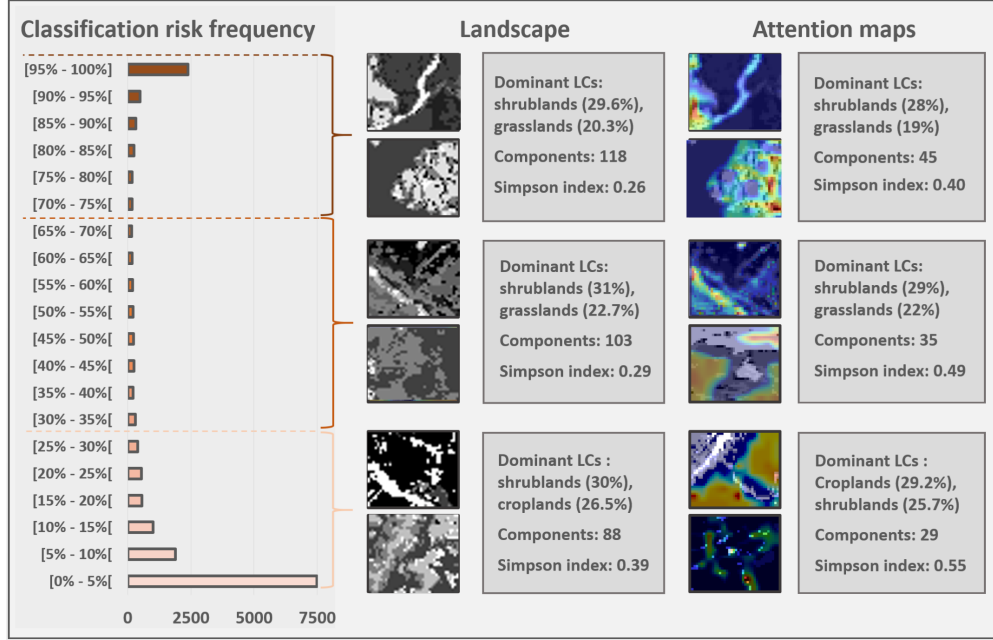 Classification risk frequency
Landscape
Attention maps
[95% - 100%]
[90% - 95%[
[85% - 90%[
[80% - 85%[
[75% - 80%[
[70% - 75%[
[65% - 70%[
[60% - 65%[
[55% - 60%[
[50% - 55%[
[45% - 50%[
[40% - 45%[
[35% - 40%[
[30% - 35%[
[25% - 30%[
[20% - 25%[
[15% - 20%[
[10% - 15%[
[5% - 10%[
[0% - 5%[
0
2500
5000
7500
Dominant LCs:
shrublands (29.6%),
grasslands (20.3%)
Components: 118
Simpson index: 0.26
Dominant LCs:
shrublands (28%),
grasslands (19%)
Components: 45
Simpson index: 0.40
Dominant LCs:
shrublands (31%),
grasslands (22.7%)
Components: 103
Simpson index: 0.29
Dominant LCs:
shrublands (29%),
grasslands (22%)
Components: 35
Simpson index: 0.49
Dominant LCs :
shrublands (30%),
croplands (26.5%)
Components: 88
Simpson index: 0.39
Dominant LCs :
Croplands (29.2%),
shrublands (25.7%)
Components: 29
Simpson index: 0.55